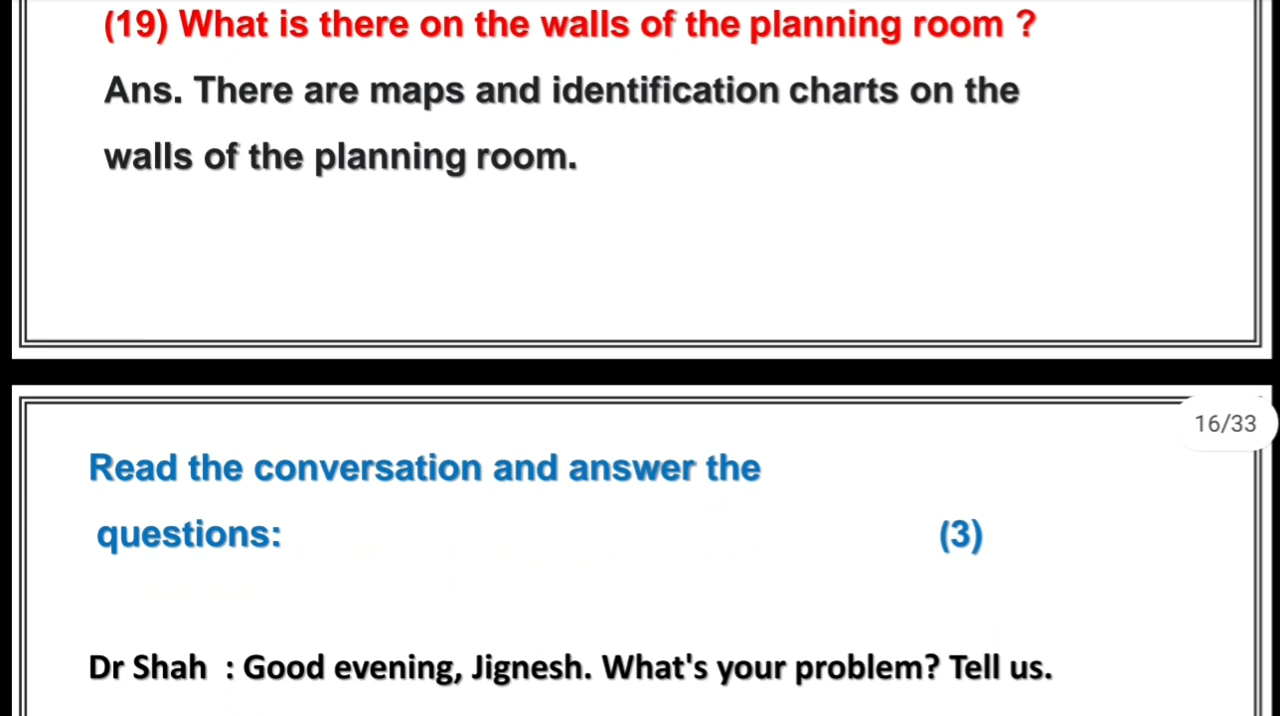 (19) What is there on the walls of the planning room ?
Ans. There are maps and identification charts on the
walls of the planning room.
16/33
Read the conversation and answer the
questions: (3)
Dr Shah : Good evening, Jignesh. What's your problem? Tell us.